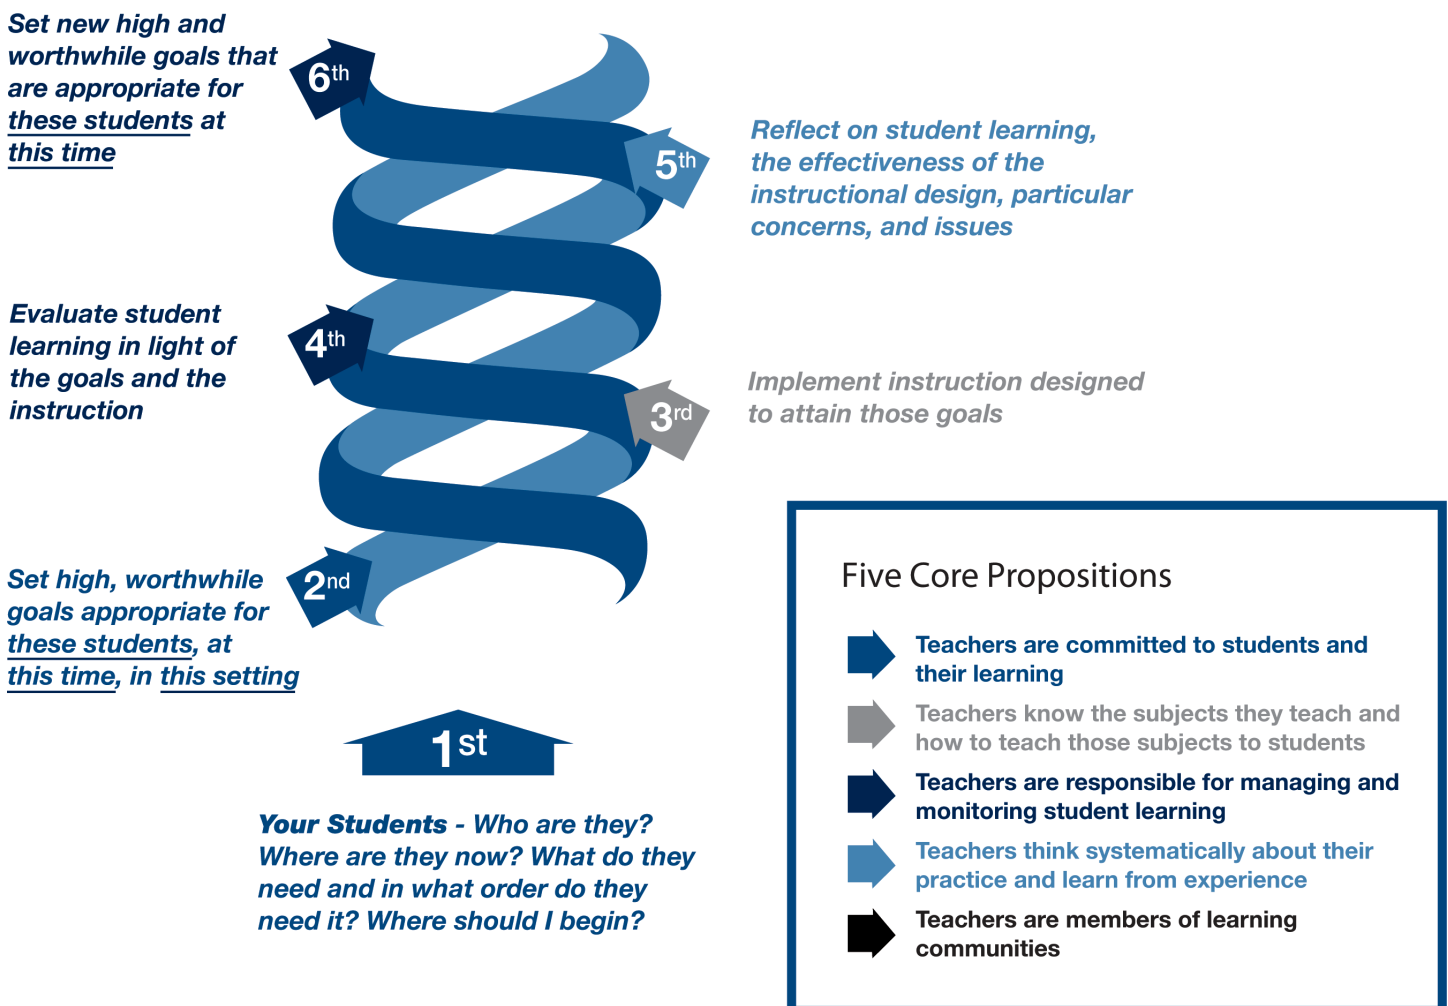 Set new high and
worthwhile goals that
are appropriate for
these students at
this time
6th
5th
Reflect on student learning,
the effectiveness of the
instructional design, particular
concerns, and issues
Evaluate student
learning in light of
the goals and the
instruction
4th
3rd
Implement instruction designed
to attain those goals
Set high, worthwhile
goals appropriate for
these students, at
this time, in this setting
2nd
1st
Your Students - Who are they?
Where are they now? What do they
need and in what order do they
need it? Where should I begin?
Five Core Propositions
Teachers are committed to students and
their learning
Teachers know the subjects they teach and
how to teach those subjects to students
Teachers are responsible for managing and
monitoring student learning
Teachers think systematically about their
practice and learn from experience
Teachers are members of learning
communities